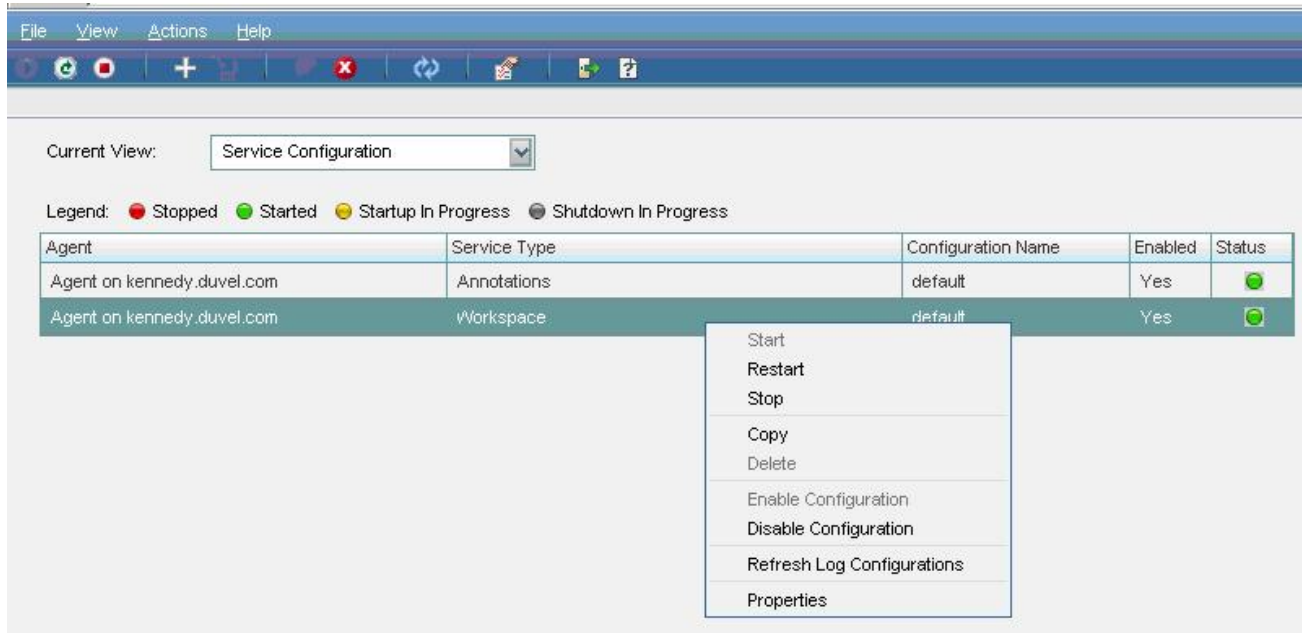 File View Actions Help
Current View: Service Configuration
Legend: Stopped Started Startup In Progress Shutdown In Progress
Agent Service Type Configuration Name Enabled Status
Agent on kennedy.duvel.com Annotations default Yes
Agent on kennedy.duvel.com Workspace default Yes
Start
Restart
Stop
Copy
Delete
Enable Configuration
Disable Configuration
Refresh Log Configurations
Properties